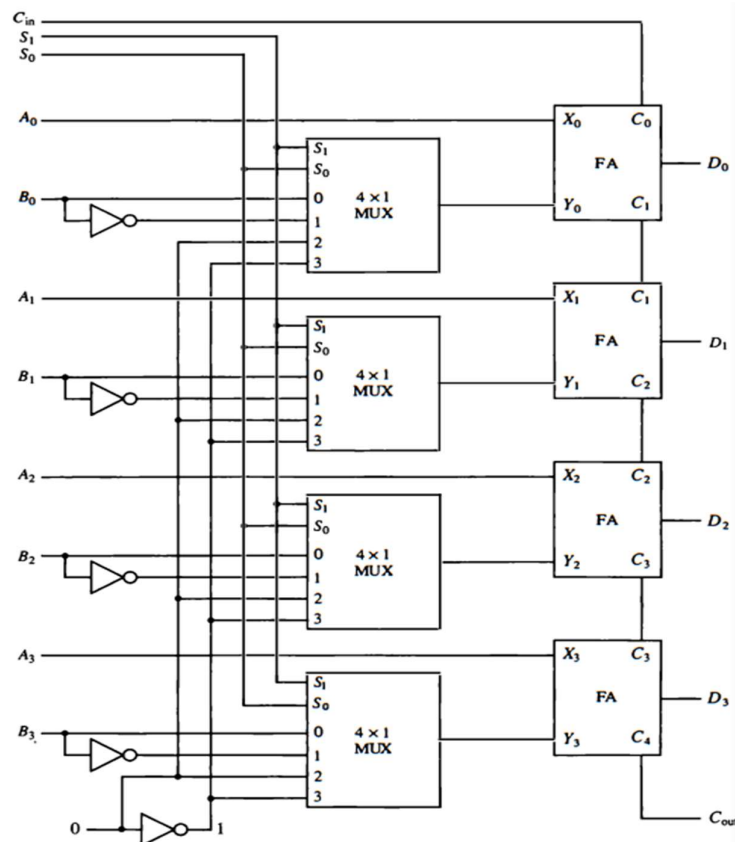 C_in
S_1
S_0
A_0 X_0 C_0
S_1
S_0 FA D_0
B_0 0 4 × 1
1 MUX Y_0 C_1
2
3
A_1 X_1 C_1
S_1
S_0 FA D_1
B_1 0 4 × 1
1 MUX Y_1 C_2
2
3
A_2 X_2 C_2
S_1
S_0 FA D_2
B_2 0 4 × 1
1 MUX Y_2 C_3
2
3
A_3 X_3 C_3
S_1
S_0 FA D_3
B_3 0 4 × 1
1 MUX Y_3 C_4
2
3
0 1 C_out